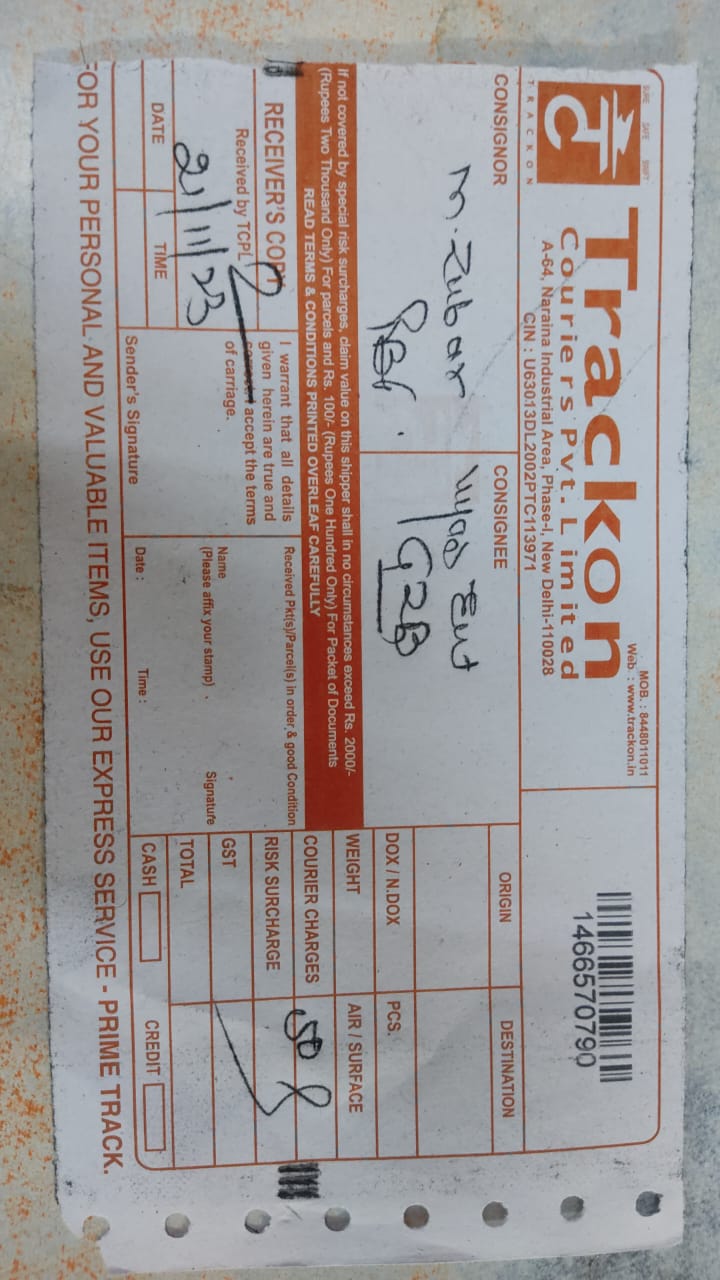 SURE SAFE SWIFT
TRACKON
Trackon
Couriers Pvt. Limited
A-64, Naraina Industrial Area, Phase-I, New Delhi-110028
CIN : U63013DL2002PTC113971
MOB. : 8448011011
Web : www.trackon.in
1466570790
CONSIGNOR
M. Zubar
CONSIGNEE
Ent
GZB
ORIGIN
DESTINATION
DOX / N.DOX
PCS.
WEIGHT
AIR / SURFACE
COURIER CHARGES
50
RISK SURCHARGE
GST
TOTAL
CASH
CREDIT
If not covered by special risk surcharges, claim value on this shipper shall in no circumstances exceed Rs. 2000/-
(Rupees Two Thousand Only) For parcels and Rs. 100/- (Rupees One Hundred Only) For Packet of Documents
READ TERMS & CONDITIONS PRINTED OVERLEAF CAREFULLY
RECEIVER'S COPY
Received by TCPL
DATE
TIME
21/11/23
I warrant that all details
given herein are true and
accept the terms
of carriage.
Sender's Signature
Received Pkt(s)/Parcel(s) in order & good Condition
Name
(Please affix your stamp)
Signature
Date :
Time :
FOR YOUR PERSONAL AND VALUABLE ITEMS, USE OUR EXPRESS SERVICE - PRIME TRACK.